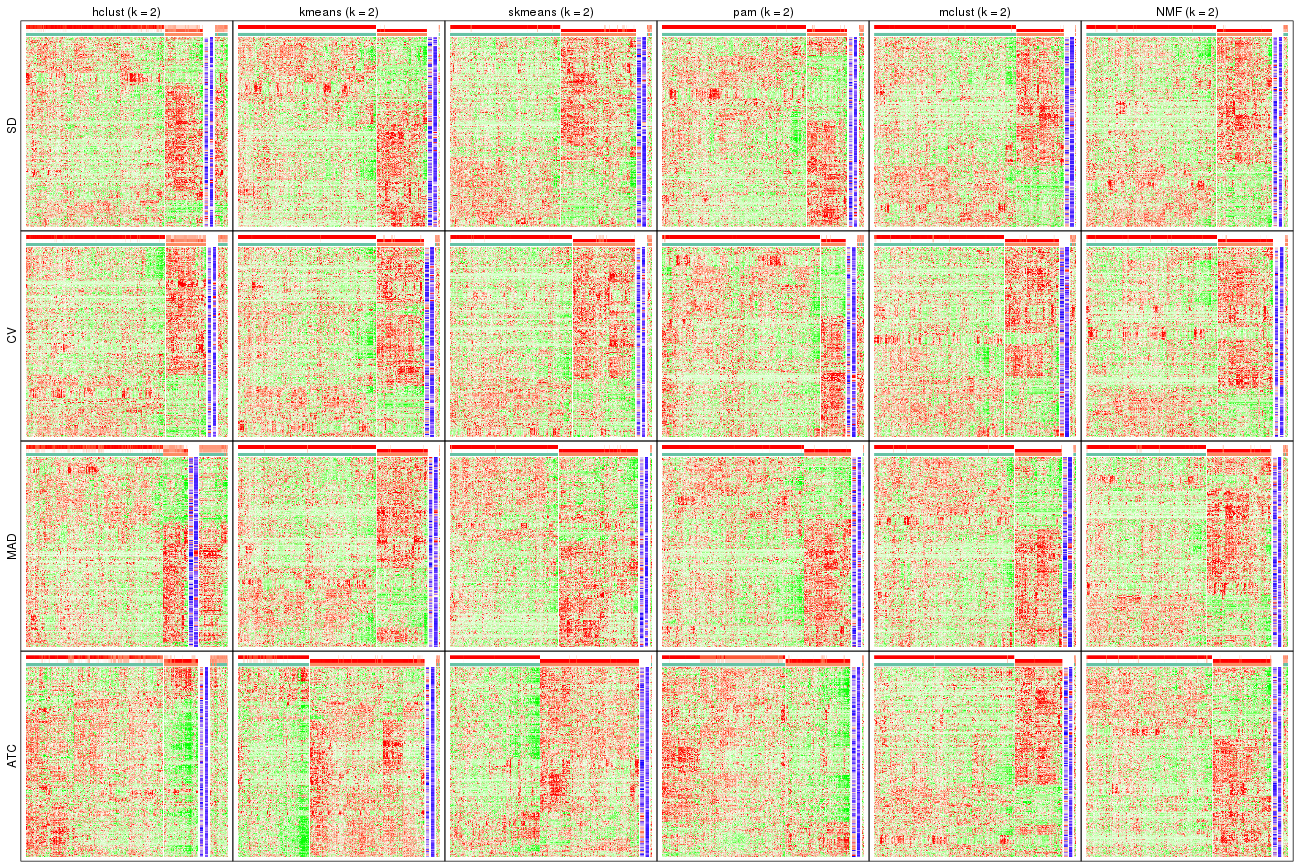 hclust (k = 2)
kmeans (k = 2)
skmeans (k = 2)
pam (k = 2)
mclust (k = 2)
NMF (k = 2)
SD
CV
MAD
ATC